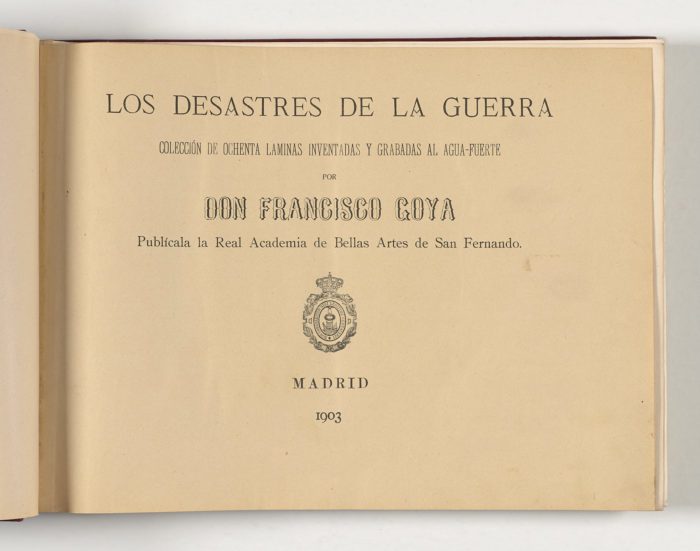 LOS DESASTRES DE LA GUERRA
COLECCIÓN DE OCHENTA LAMINAS INVENTADAS Y GRABADAS AL AGUA-FUERTE
POR
DON FRANCISCO GOYA
Publícala la Real Academia de Bellas Artes de San Fernando.
MADRID
1903